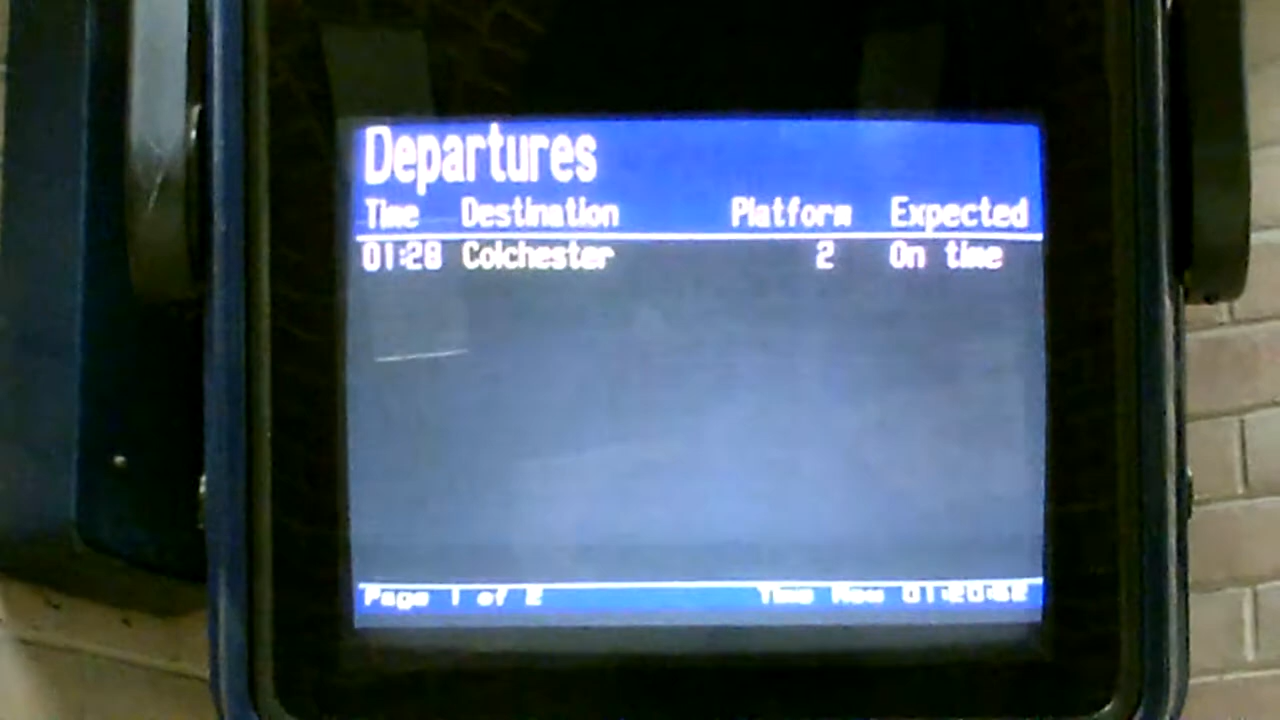 Departures
Time Destination Platform Expected
01:28 Colchester 2 On time
Page 1 of 2 Time Now